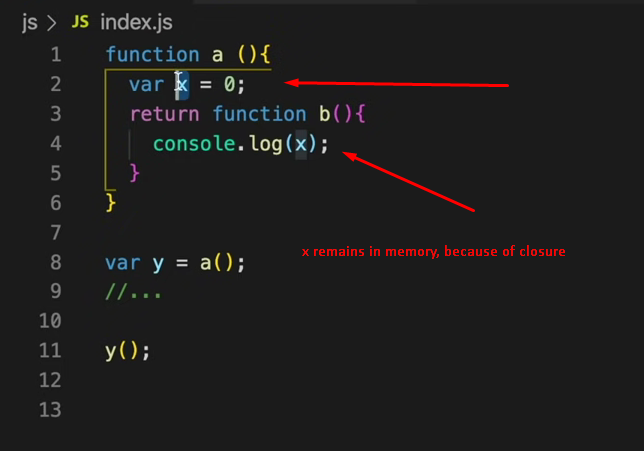 js > JS index.js
1 function a (){
2 var x = 0;
3 return function b(){
4 console.log(x);
5 }
6 }
7
x remains in memory, because of closure
8 var y = a();
9 //...
10
11 y();
12
13